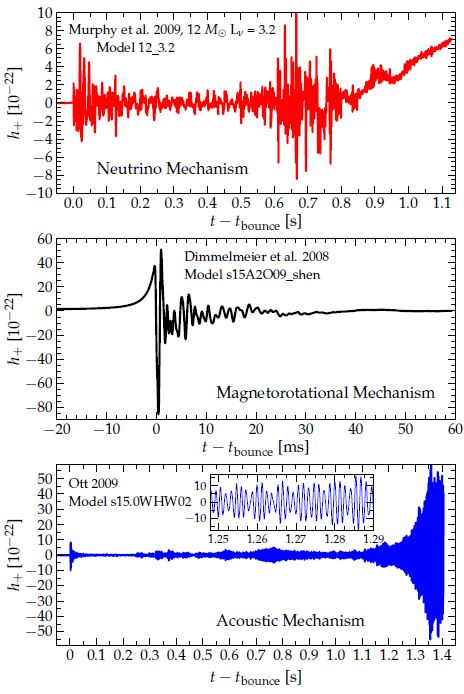 Murphy et al. 2009, 12 M⊙ Lν = 3.2
Model 12_3.2
10
8
6
4
2
0
−2
−4
−6
−8
−10
h+ [10−22]
Neutrino Mechanism
0.0 0.1 0.2 0.3 0.4 0.5 0.6 0.7 0.8 0.9 1.0 1.1
t − tbounce [s]
Dimmelmeier et al. 2008
Model s15A2O09_shen
60
40
20
0
−20
−40
−60
−80
h+ [10−22]
Magnetorotational Mechanism
−20 −10 0 10 20 30 40 50 60
t − tbounce [ms]
Ott 2009
Model s15.0WHW02
50
40
30
20
10
0
−10
−20
−30
−40
−50
h+ [10−22]
10
0
−10
1.25 1.26 1.27 1.28 1.29
Acoustic Mechanism
0 0.1 0.2 0.3 0.4 0.5 0.6 0.7 0.8 0.9 1.0 1.1 1.2 1.3 1.4
t − tbounce [s]